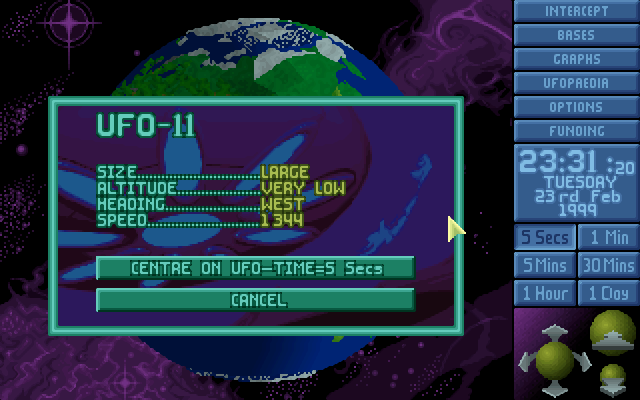 UFO-11
SIZE....................LARGE
ALTITUDE................VERY LOW
HEADING.................WEST
SPEED...................1344
CENTRE ON UFO-TIME=5 Secs
CANCEL
INTERCEPT
BASES
GRAPHS
UFOPAEDIA
OPTIONS
FUNDING
23:31:20
TUESDAY
23rd Feb
1999
5 Secs 1 Min
5 Mins 30 Mins
1 Hour 1 Day